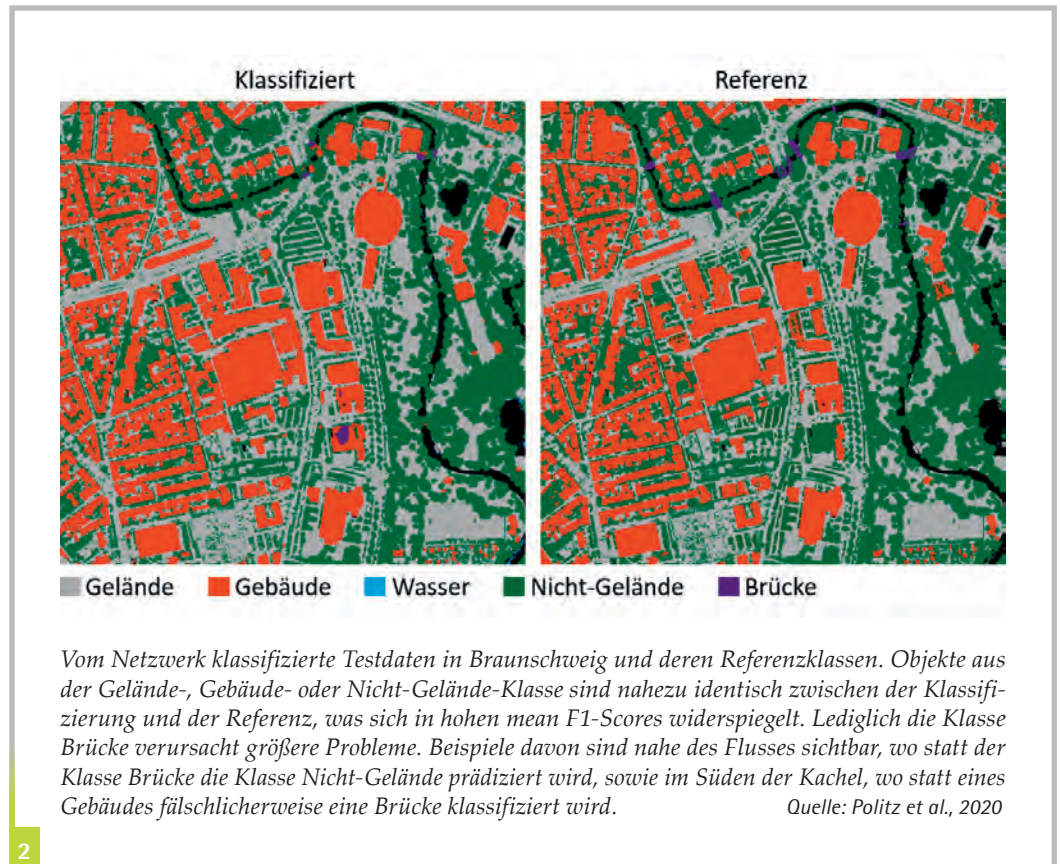 Klassifiziert
Referenz
Gelände Gebäude Wasser Nicht-Gelände Brücke
Vom Netzwerk klassifizierte Testdaten in Braunschweig und deren Referenzklassen. Objekte aus
der Gelände-, Gebäude- oder Nicht-Gelände-Klasse sind nahezu identisch zwischen der Klassifi-
zierung und der Referenz, was sich in hohen mean F1-Scores widerspiegelt. Lediglich die Klasse
Brücke verursacht größere Probleme. Beispiele davon sind nahe des Flusses sichtbar, wo statt der
Klasse Brücke die Klasse Nicht-Gelände prädiziert wird, sowie im Süden der Kachel, wo statt eines
Gebäudes fälschlicherweise eine Brücke klassifiziert wird. Quelle: Politz et al., 2020
2